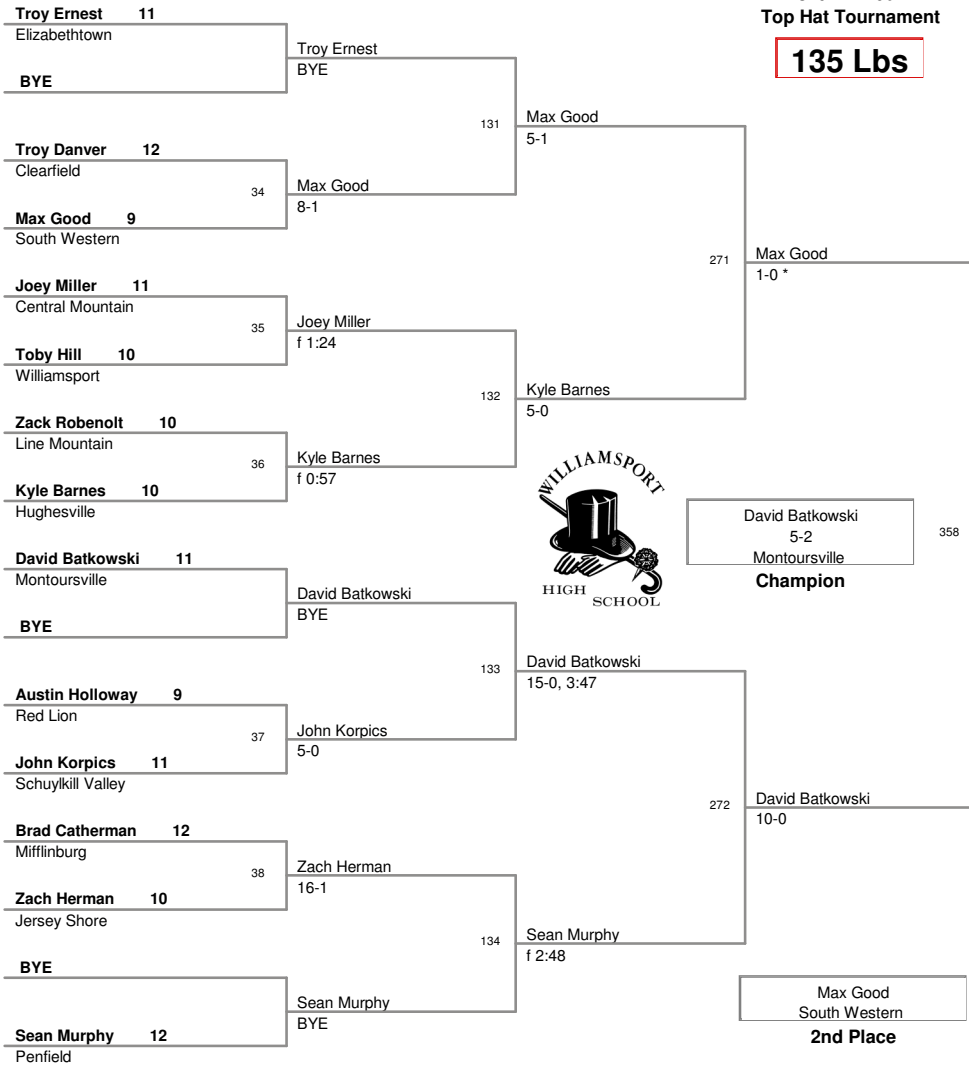 Top Hat Tournament
135 Lbs
Troy Ernest 11
Elizabethtown
BYE
Troy Danver 12
Clearfield
34
Max Good 9
South Western
Joey Miller 11
Central Mountain
35
Toby Hill 10
Williamsport
Zack Robenolt 10
Line Mountain
36
Kyle Barnes 10
Hughesville
David Batkowski 11
Montoursville
BYE
Austin Holloway 9
Red Lion
37
John Korpics 11
Schuylkill Valley
Brad Catherman 12
Mifflinburg
38
Zach Herman 10
Jersey Shore
BYE
Sean Murphy 12
Penfield
Troy Ernest
BYE
131
Max Good
8-1
Joey Miller
f 1:24
132
Kyle Barnes
f 0:57
David Batkowski
BYE
133
John Korpics
5-0
Zach Herman
16-1
134
Sean Murphy
BYE
Max Good
5-1
271
Kyle Barnes
5-0
David Batkowski
15-0, 3:47
272
Sean Murphy
f 2:48
Max Good
1-0 *
David Batkowski
10-0
WILLIAMSPORT
HIGH
SCHOOL
David Batkowski
5-2
Montoursville
358
Champion
Max Good
South Western
2nd Place